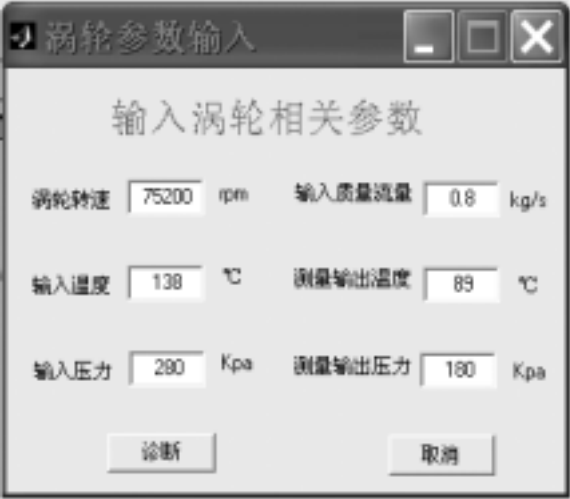 涡轮参数输入
输入涡轮相关参数
涡轮转速 75200 rpm 输入质量流量 0.8 kg/s
输入温度 138 ℃ 测量输出温度 89 ℃
输入压力 280 Kpa 测量输出压力 180 Kpa
诊断 取消